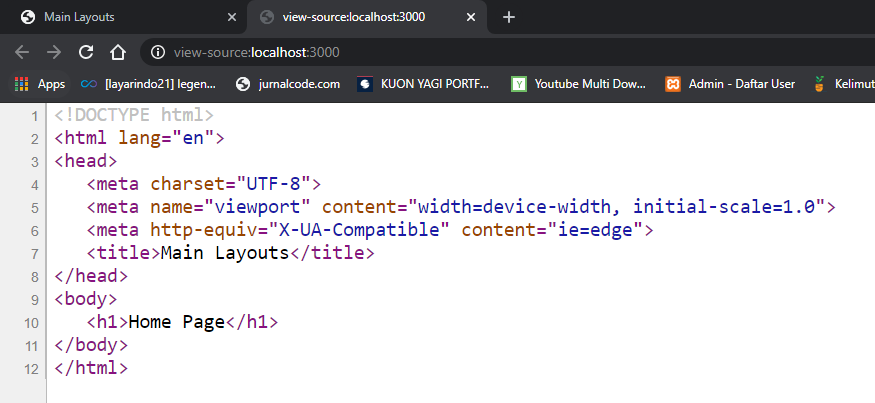 Main Layouts
view-source:localhost:3000
view-source:localhost:3000
Apps [layarindo21] legen... jurnalcode.com KUON YAGI PORTF... Youtube Multi Dow... Admin - Daftar User Kelimut
1 <!DOCTYPE html>
2 <html lang="en">
3 <head>
4 <meta charset="UTF-8">
5 <meta name="viewport" content="width=device-width, initial-scale=1.0">
6 <meta http-equiv="X-UA-Compatible" content="ie=edge">
7 <title>Main Layouts</title>
8 </head>
9 <body>
10 <h1>Home Page</h1>
11 </body>
12 </html>